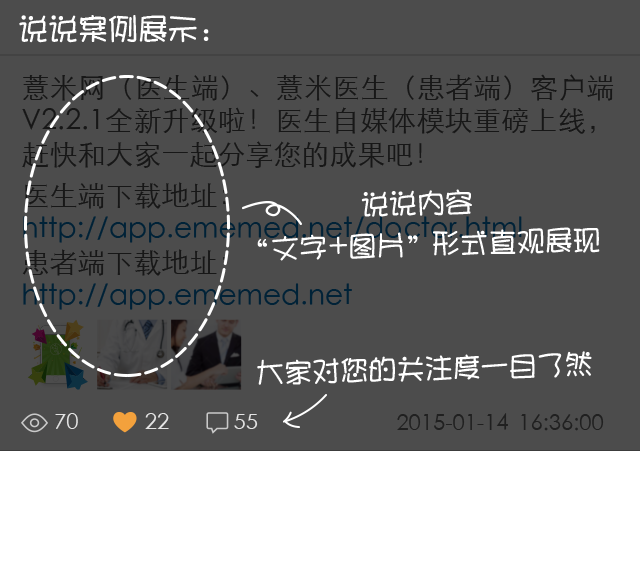 说说案例展示：
薏米网（医生端）、薏米医生（患者端）客户端
V2.2.1全新升级啦！医生自媒体模块重磅上线，
赶快和大家一起分享您的成果吧！
医生端下载地址：
http://app.ememed.net/doctor.html
患者端下载地址：
http://app.ememed.net
说说内容
“文字+图片”形式直观展现
大家对您的关注度一目了然
70 22 55 2015-01-14 16:36:00